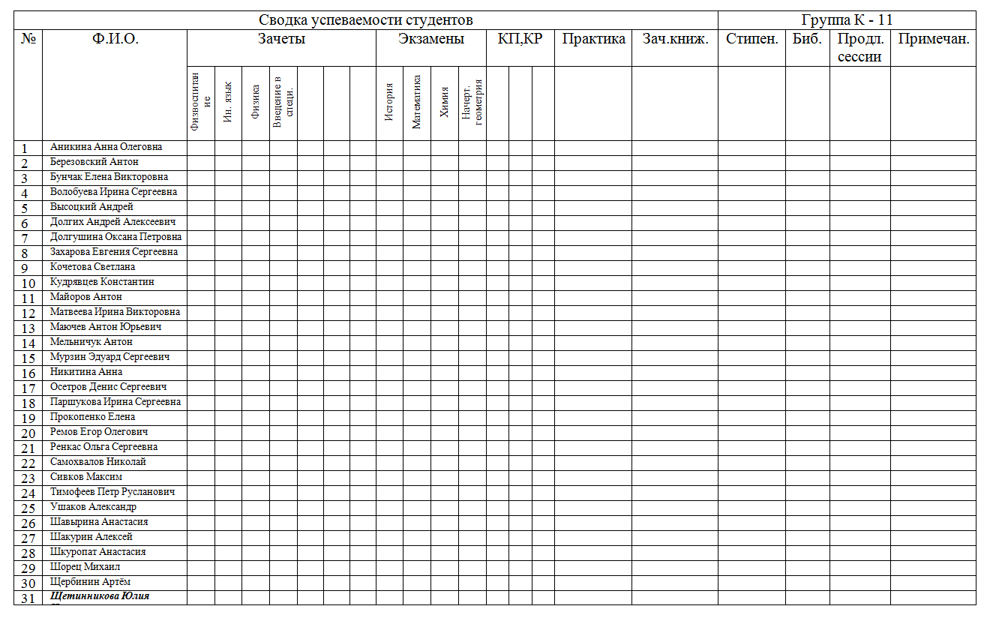 Сводка успеваемости студентов Группа К - 11
№ Ф.И.О. Зачеты Экзамены КП,КР Практика Зач.книж. Стипен. Биб. Продл. Примечан.
сессии
Физвоспитан
ие
Ин. язык
Физика
Введение в
специ.
История
Математика
Химия
Начерт.
геометрия
1 Аникина Анна Олеговна
2 Березовский Антон
3 Бунчак Елена Викторовна
4 Волобуева Ирина Сергеевна
5 Высоцкий Андрей
6 Долгих Андрей Алексеевич
7 Долгушина Оксана Петровна
8 Захарова Евгения Сергеевна
9 Кочетова Светлана
10 Кудрявцев Константин
11 Майоров Антон
12 Матвеева Ирина Викторовна
13 Маючев Антон Юрьевич
14 Мельничук Антон
15 Мурзин Эдуард Сергеевич
16 Никитина Анна
17 Осетров Денис Сергеевич
18 Паршукова Ирина Сергеевна
19 Прокопенко Елена
20 Ремов Егор Олегович
21 Ренкас Ольга Сергеевна
22 Самохвалов Николай
23 Сивков Максим
24 Тимофеев Петр Русланович
25 Ушаков Александр
26 Шавырина Анастасия
27 Шакурин Алексей
28 Шкуропат Анастасия
29 Шорец Михаил
30 Щербинин Артём
31 Щетинникова Юлия